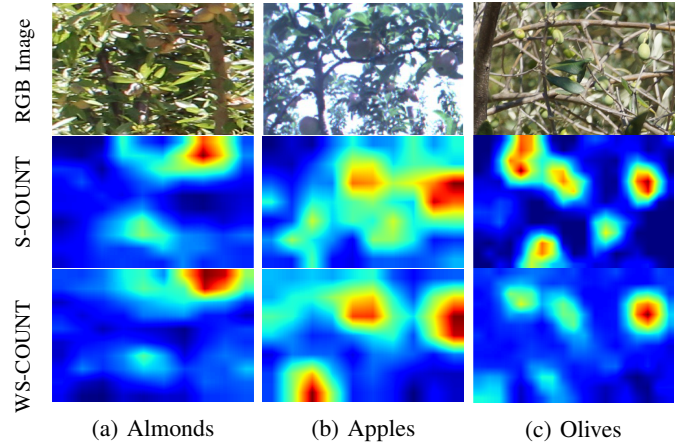 RGB Image
S-COUNT
WS-COUNT
(a) Almonds
(b) Apples
(c) Olives